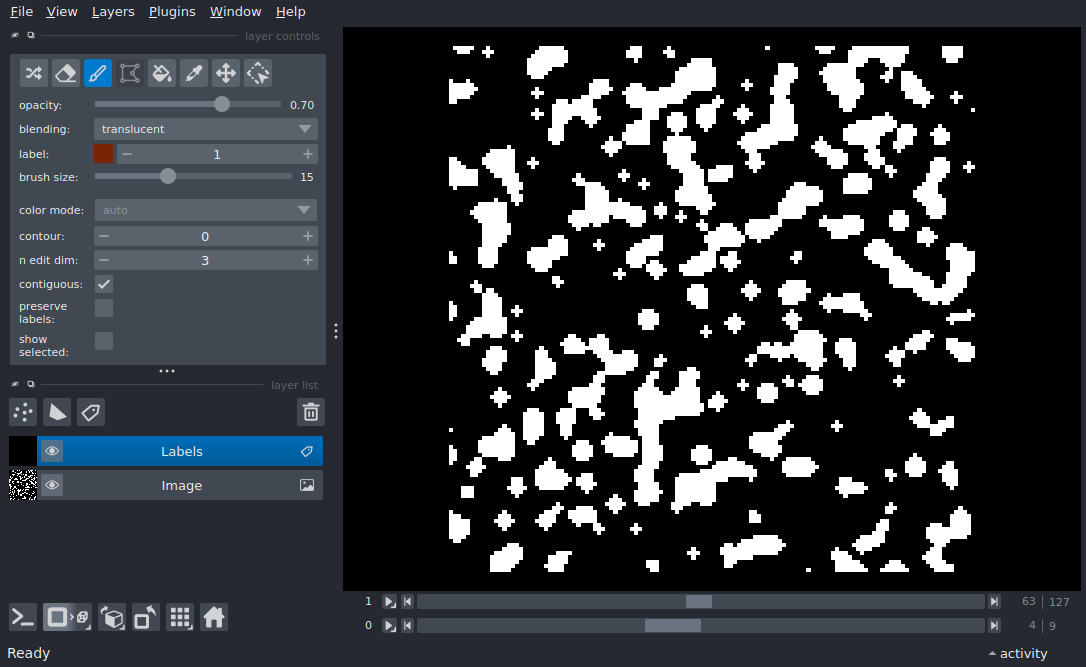 File View Layers Plugins Window Help
layer controls
opacity: 0.70
blending: translucent
label: 1
brush size: 15
color mode: auto
contour: 0
n edit dim: 3
contiguous:
preserve labels:
show selected:
layer list
Labels
Image
1 63 127
0 4 9
Ready activity